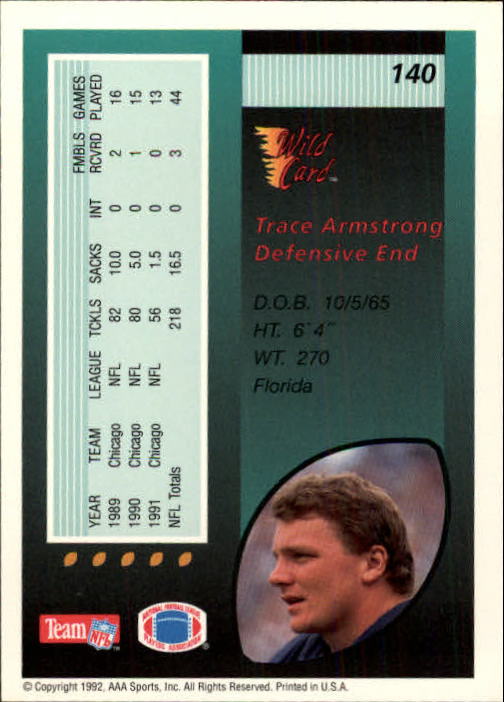 140
Wild
Card™
Trace Armstrong
Defensive End
D.O.B. 10/5/65
HT. 6'4"
WT. 270
Florida
YEAR TEAM LEAGUE TCKLS SACKS INT FMBLS RCVRD GAMES PLAYED
1989 Chicago NFL 82 10.0 0 2 16
1990 Chicago NFL 80 5.0 0 1 15
1991 Chicago NFL 56 1.5 0 0 13
NFL Totals 218 16.5 0 3 44
Team NFL™
NATIONAL FOOTBALL LEAGUE
PLAYERS ASSOCIATION ®
© Copyright 1992, AAA Sports, Inc. All Rights Reserved. Printed in U.S.A.